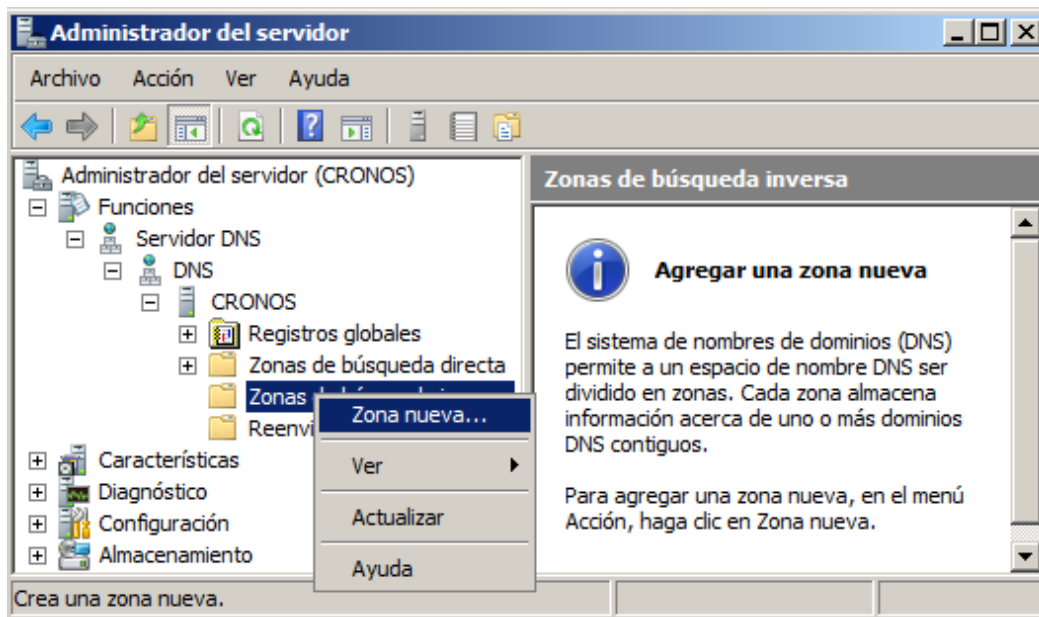 Administrador del servidor
Archivo Acción Ver Ayuda
Administrador del servidor (CRONOS)
Funciones
Servidor DNS
DNS
CRONOS
Registros globales
Zonas de búsqueda directa
Zonas
Reenvi
Características
Diagnóstico
Configuración
Almacenamiento
Zona nueva...
Ver
Actualizar
Ayuda
Zonas de búsqueda inversa
Agregar una zona nueva
El sistema de nombres de dominios (DNS)
permite a un espacio de nombre DNS ser
dividido en zonas. Cada zona almacena
información acerca de uno o más dominios
DNS contiguos.
Para agregar una zona nueva, en el menú
Acción, haga clic en Zona nueva.
Crea una zona nueva.